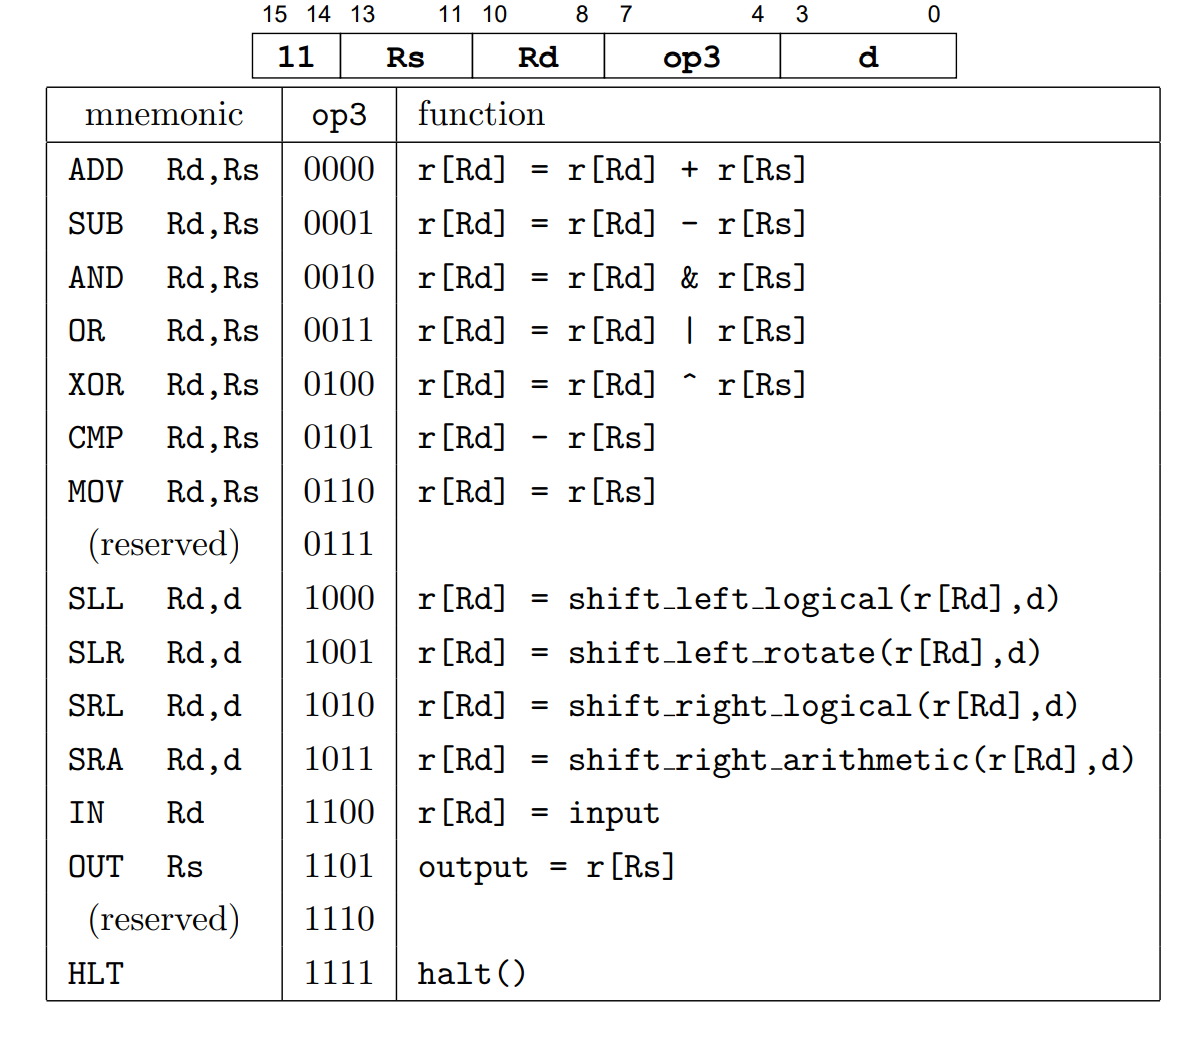 15 14 13 11 10 8 7 4 3 0
11 Rs Rd op3 d
mnemonic op3 function
ADD Rd,Rs 0000 r[Rd] = r[Rd] + r[Rs]
SUB Rd,Rs 0001 r[Rd] = r[Rd] - r[Rs]
AND Rd,Rs 0010 r[Rd] = r[Rd] & r[Rs]
OR Rd,Rs 0011 r[Rd] = r[Rd] | r[Rs]
XOR Rd,Rs 0100 r[Rd] = r[Rd] ^ r[Rs]
CMP Rd,Rs 0101 r[Rd] - r[Rs]
MOV Rd,Rs 0110 r[Rd] = r[Rs]
(reserved) 0111
SLL Rd,d 1000 r[Rd] = shift_left_logical(r[Rd],d)
SLR Rd,d 1001 r[Rd] = shift_left_rotate(r[Rd],d)
SRL Rd,d 1010 r[Rd] = shift_right_logical(r[Rd],d)
SRA Rd,d 1011 r[Rd] = shift_right_arithmetic(r[Rd],d)
IN Rd 1100 r[Rd] = input
OUT Rs 1101 output = r[Rs]
(reserved) 1110
HLT 1111 halt()